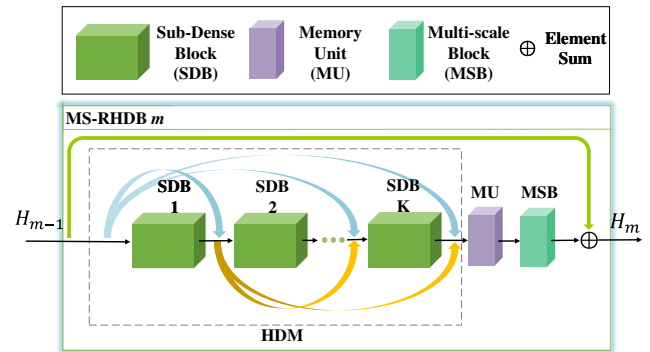 Sub-Dense
Block
(SDB)
Memory
Unit
(MU)
Multi-scale
Block
(MSB)
⊕
Element
Sum
MS-RHDB m
H_{m-1}
SDB
1
SDB
2
SDB
K
MU
MSB
H_m
HDM